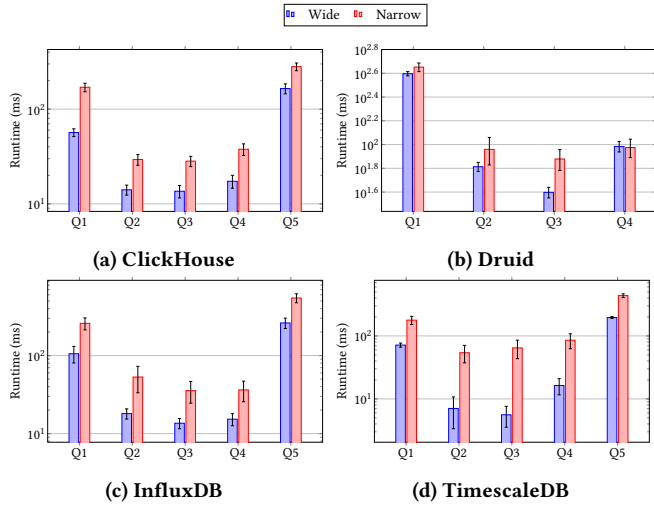 Wide Narrow
Runtime (ms)
10^2
10^1
Q1 Q2 Q3 Q4 Q5
(a) ClickHouse
Runtime (ms)
10^2.8
10^2.6
10^2.4
10^2.2
10^2
10^1.8
10^1.6
Q1 Q2 Q3 Q4
(b) Druid
Runtime (ms)
10^2
10^1
Q1 Q2 Q3 Q4 Q5
(c) InfluxDB
Runtime (ms)
10^2
10^1
Q1 Q2 Q3 Q4 Q5
(d) TimescaleDB